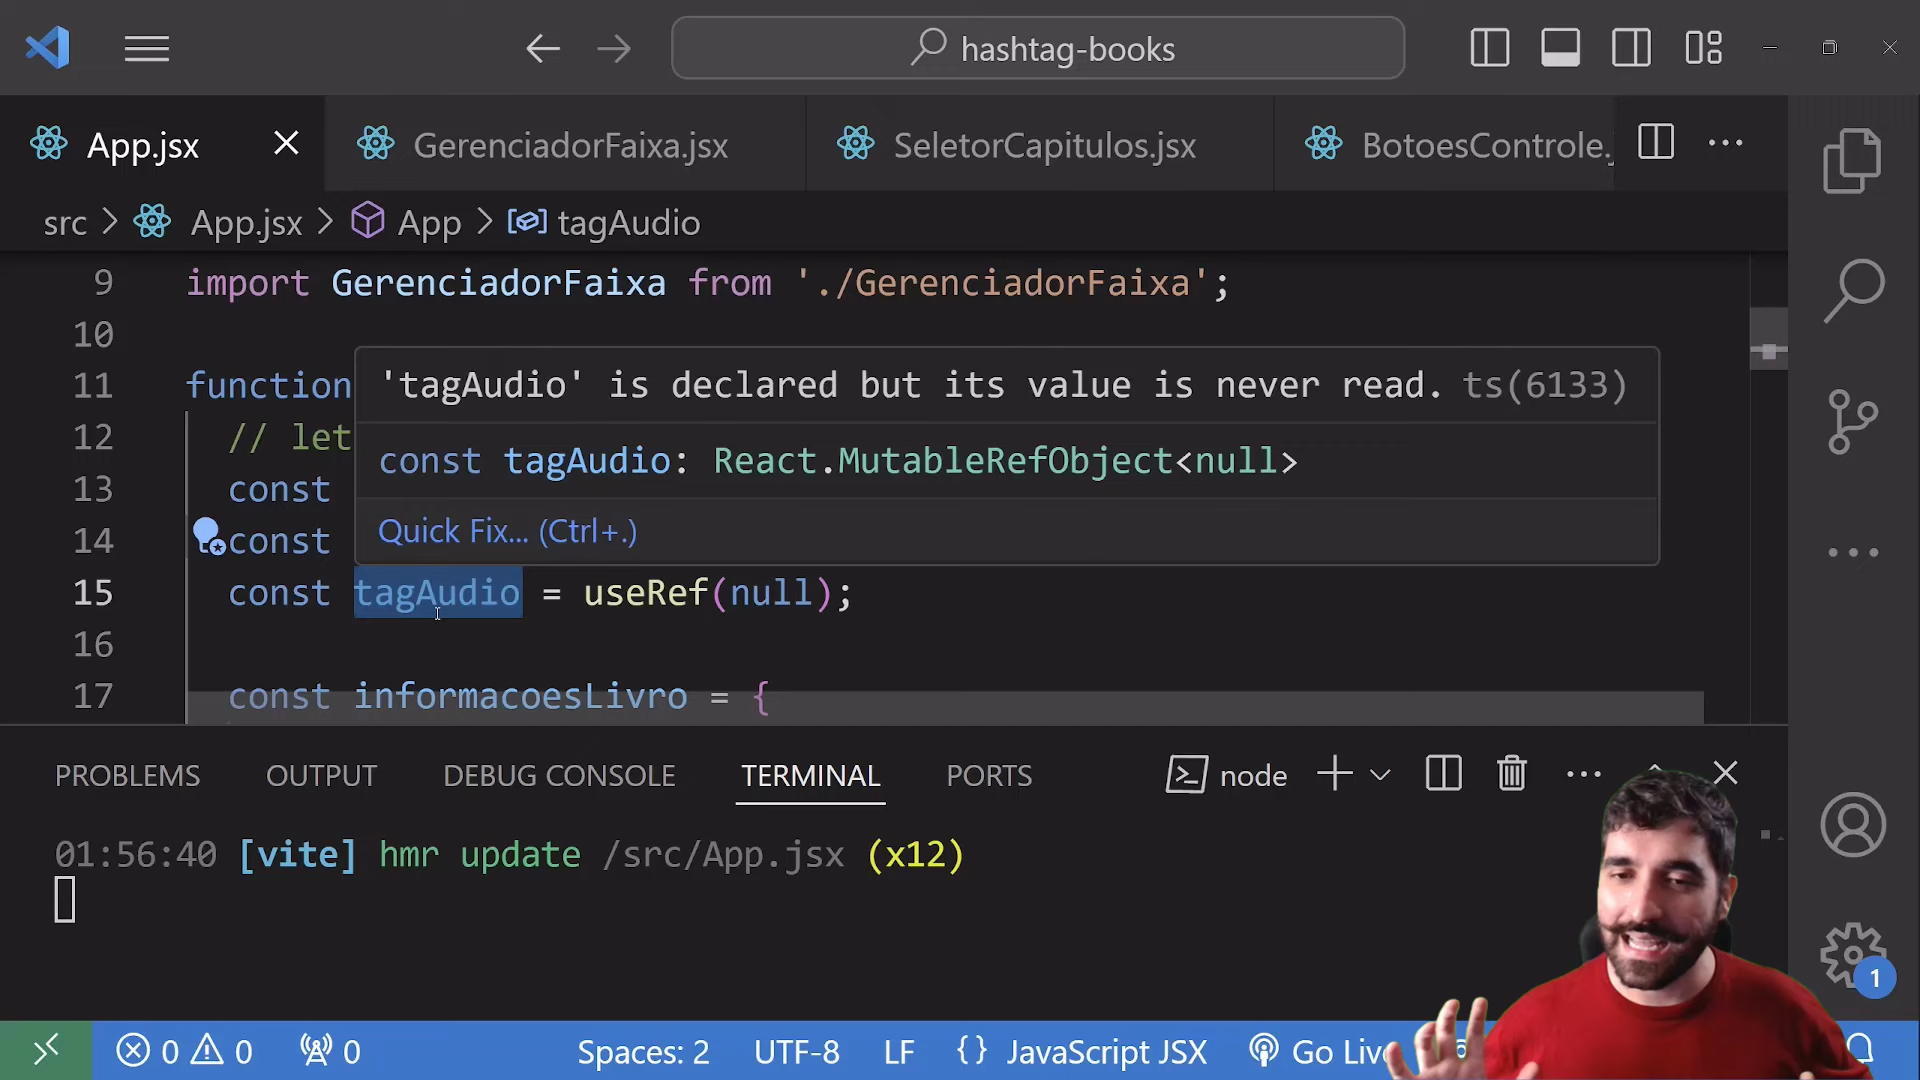 hashtag-books
App.jsx
GerenciadorFaixa.jsx
SeletorCapitulos.jsx
BotoesControle.
src > App.jsx > App > tagAudio
9 import GerenciadorFaixa from './GerenciadorFaixa';
10
11 function
'tagAudio' is declared but its value is never read. ts(6133)
12 // let
const tagAudio: React.MutableRefObject<null>
13 const
Quick Fix... (Ctrl+.)
14 const
15 const tagAudio = useRef(null);
16
17 const informacoesLivro = {
PROBLEMS OUTPUT DEBUG CONSOLE TERMINAL PORTS node
01:56:40 [vite] hmr update /src/App.jsx (x12)
1
0 0 0 Spaces: 2 UTF-8 LF {} JavaScript JSX Go Liv